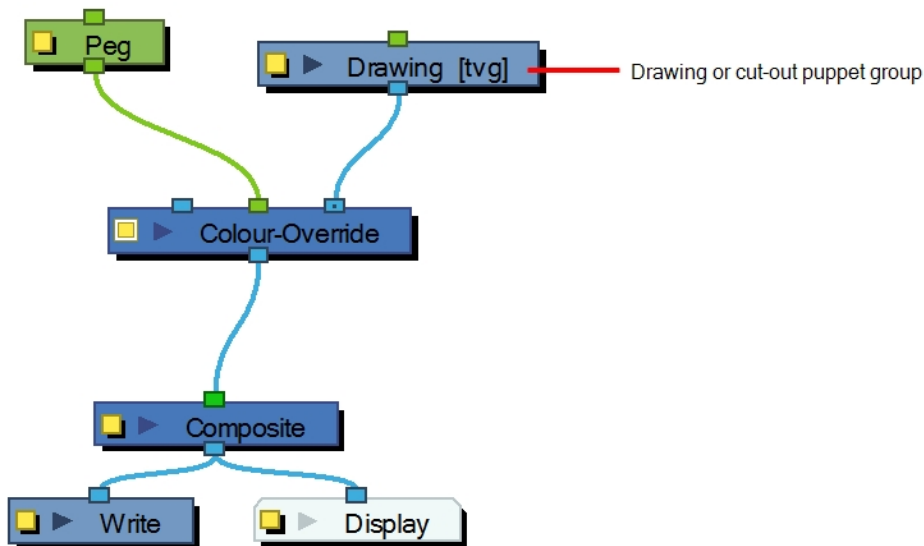 Peg
Drawing [tvg]
Drawing or cut-out puppet group
Colour-Override
Composite
Write
Display